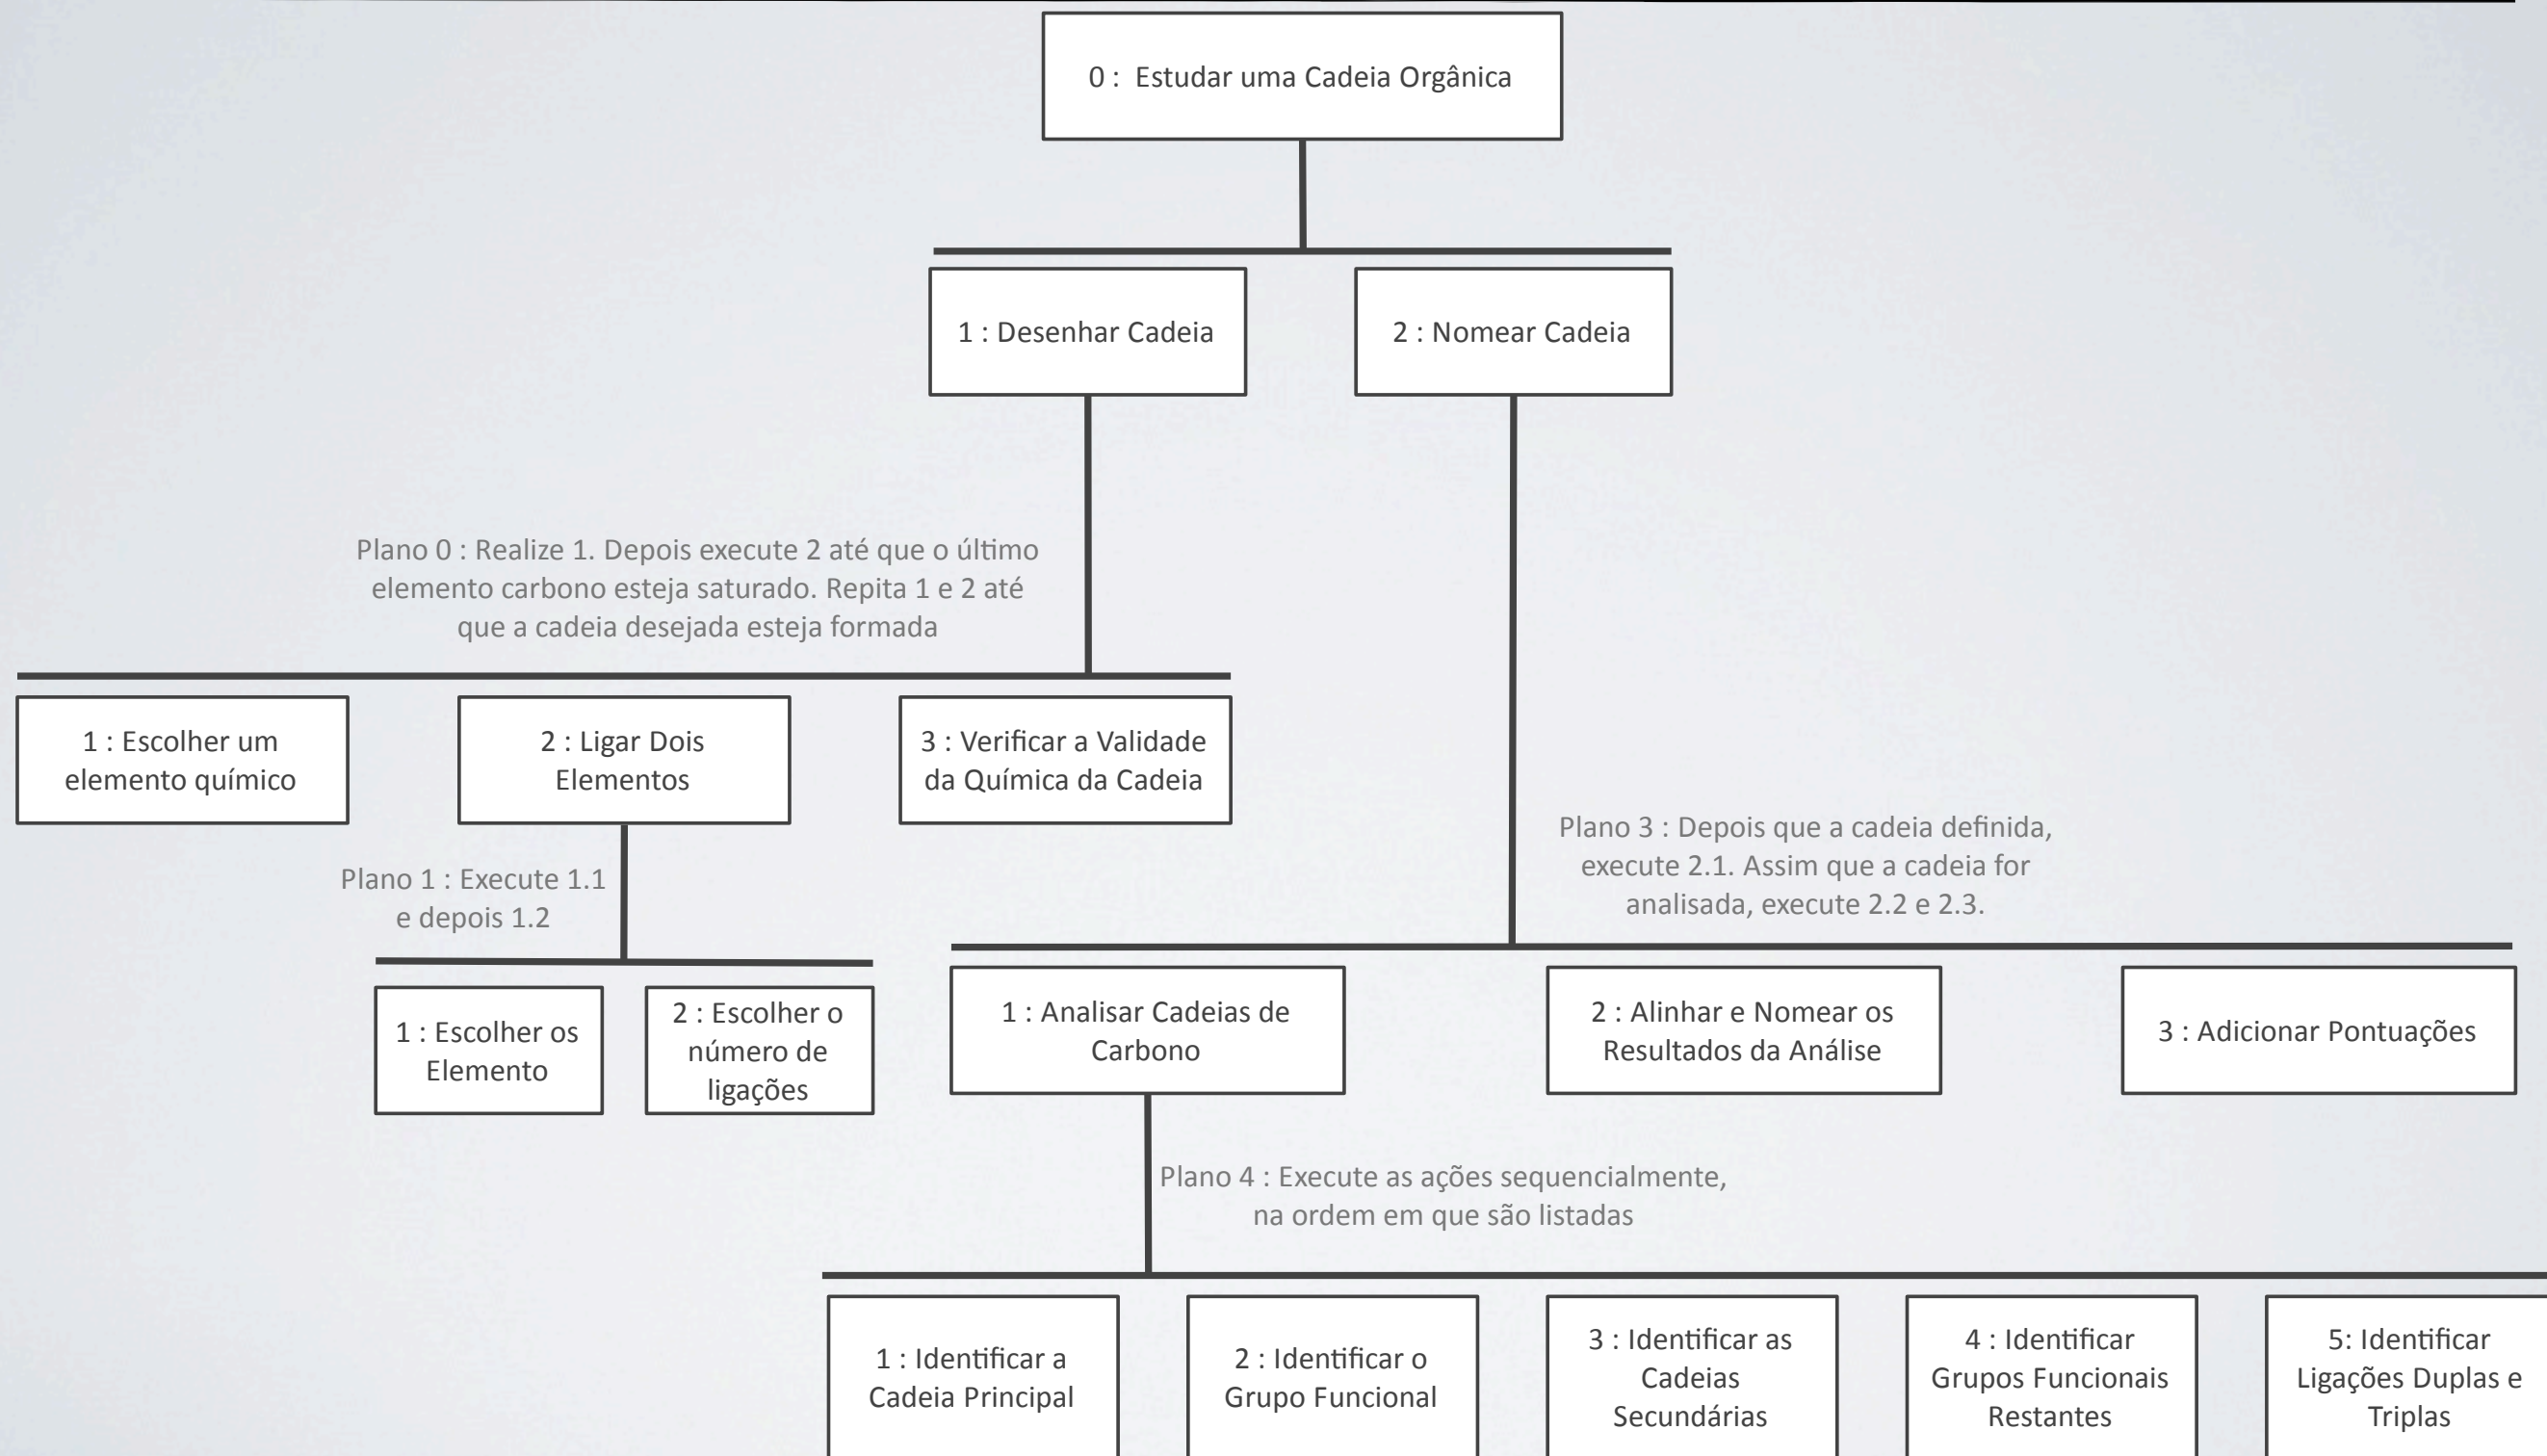 0 :  Estudar uma Cadeia Orgânica
1 : Desenhar Cadeia
2 : Nomear Cadeia
Plano 0 : Realize 1. Depois execute 2 até que o último
elemento carbono esteja saturado. Repita 1 e 2 até
que a cadeia desejada esteja formada
1 : Escolher um
elemento químico
2 : Ligar Dois
Elementos
3 : Verificar a Validade
da Química da Cadeia
Plano 1 : Execute 1.1
e depois 1.2
Plano 3 : Depois que a cadeia definida,
execute 2.1. Assim que a cadeia for
analisada, execute 2.2 e 2.3.
1 : Escolher os
Elemento
2 : Escolher o
número de
ligações
1 : Analisar Cadeias de
Carbono
2 : Alinhar e Nomear os
Resultados da Análise
3 : Adicionar Pontuações
Plano 4 : Execute as ações sequencialmente,
na ordem em que são listadas
1 : Identificar a
Cadeia Principal
2 : Identificar o
Grupo Funcional
3 : Identificar as
Cadeias
Secundárias
4 : Identificar
Grupos Funcionais
Restantes
5: Identificar
Ligações Duplas e
Triplas